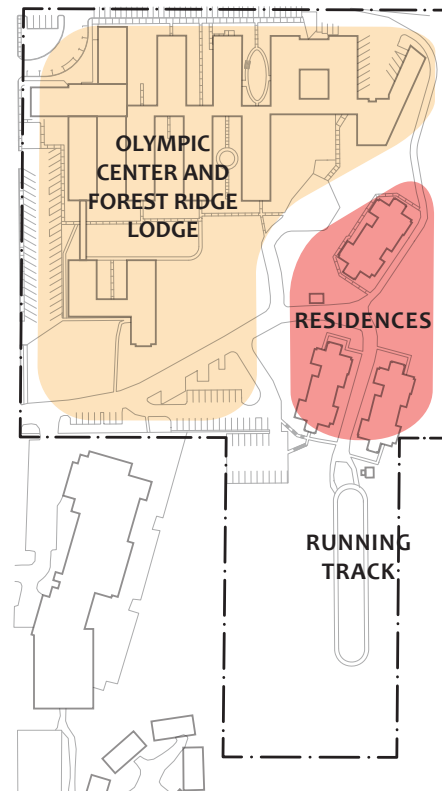 OLYMPIC
CENTER AND
FOREST RIDGE
LODGE
RESIDENCES
RUNNING
TRACK